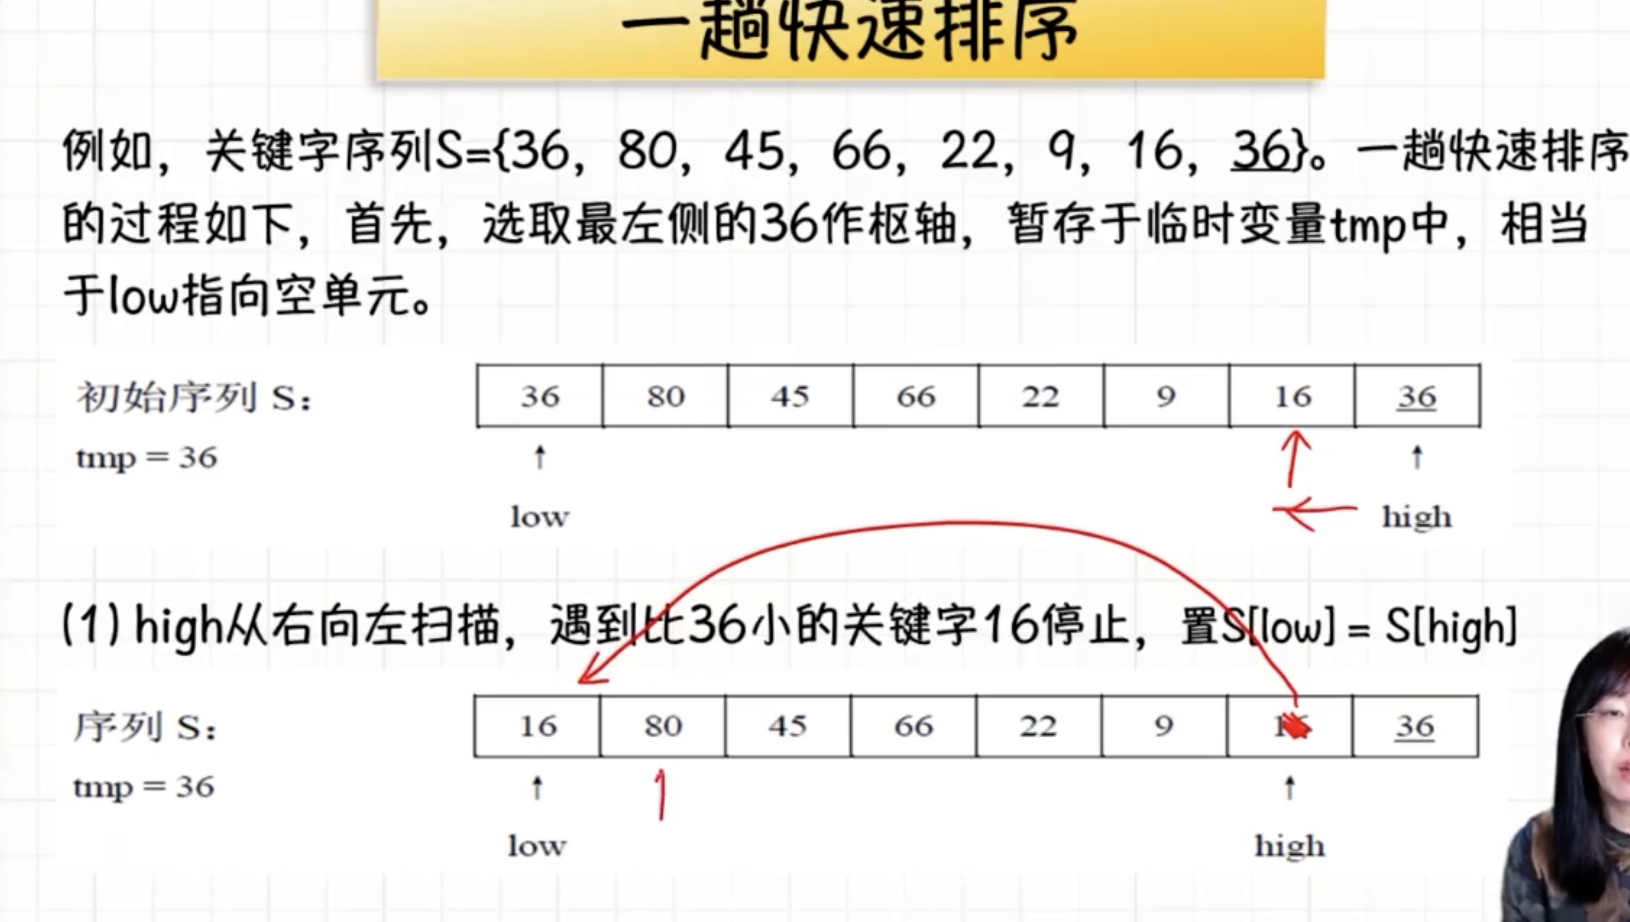 一趟快速排序
例如，关键字序列S={36，80，45，66，22，9，16，36}。一趟快速排序
的过程如下，首先，选取最左侧的36作枢轴，暂存于临时变量tmp中，相当
于low指向空单元。
初始序列 S： 36 80 45 66 22 9 16 36
tmp = 36 ↑ ↑
low high
(1) high从右向左扫描，遇到比36小的关键字16停止，置S[low] = S[high]
序列 S： 16 80 45 66 22 9 16 36
tmp = 36 ↑ ↑
low high